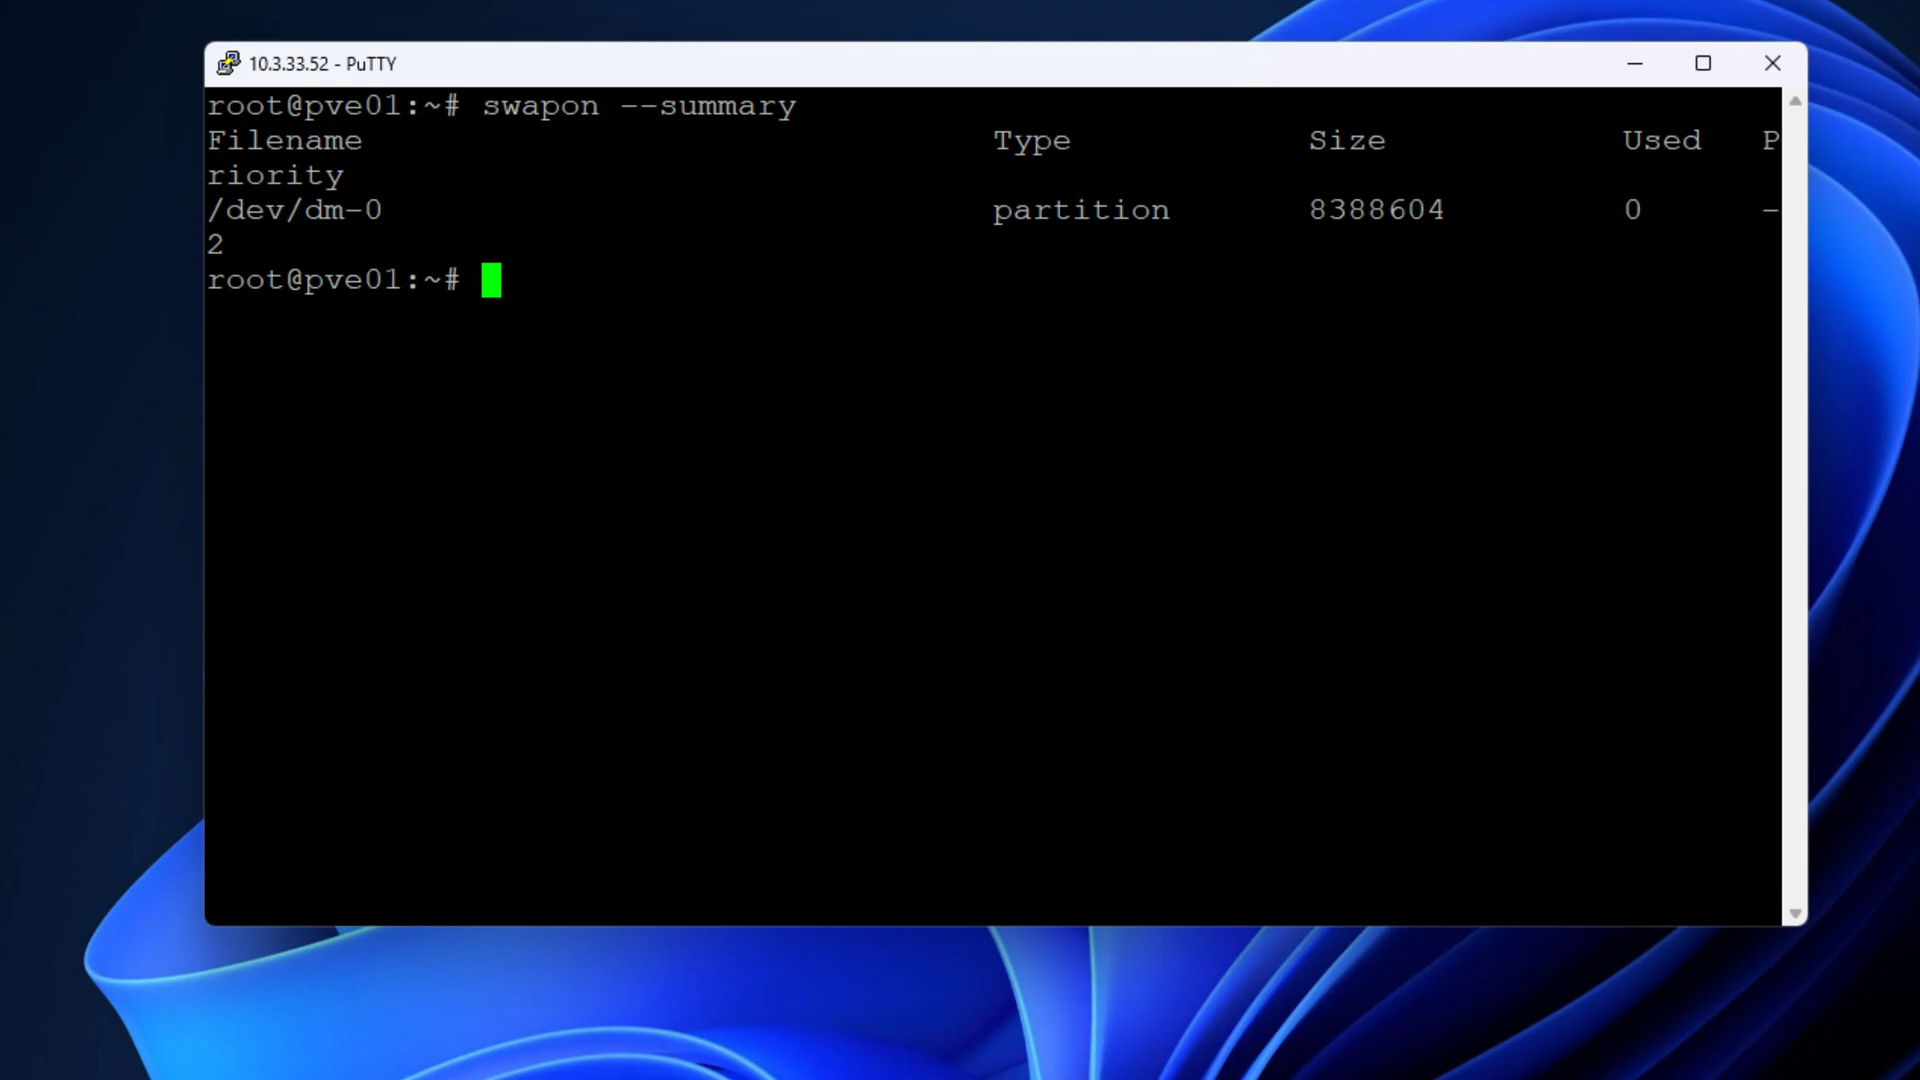 10.3.33.52 - PuTTY
root@pve01:~# swapon --summary
Filename Type Size Used P
riority
/dev/dm-0 partition 8388604 0 -
2
root@pve01:~#